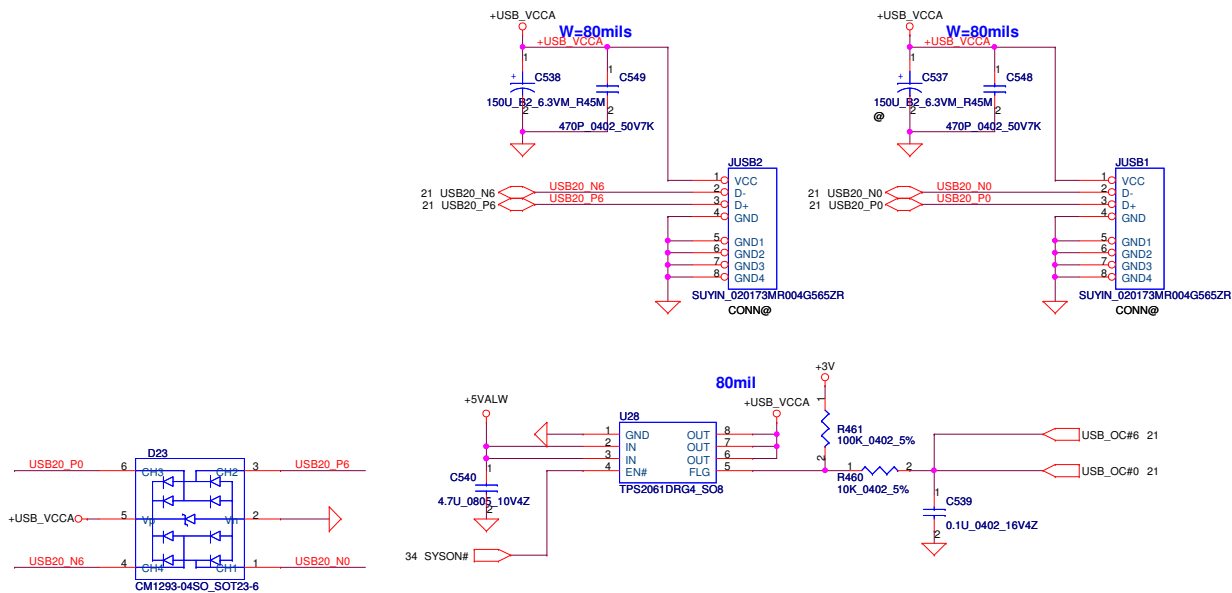 +USB_VCCA
W=80mils
+USB_VCCA
1
+
C538
150U_B2_6.3VM_R45M
2
1
C549
2
470P_0402_50V7K
JUSB2
21 USB20_N6
USB20_N6
21 USB20_P6
USB20_P6
1 VCC
2 D-
3 D+
4 GND
5 GND1
6 GND2
7 GND3
8 GND4
SUYIN_020173MR004G565ZR
CONN@
+USB_VCCA
W=80mils
+USB_VCCA
1
+
C537
150U_B2_6.3VM_R45M
@
2
1
C548
2
470P_0402_50V7K
JUSB1
21 USB20_N0
USB20_N0
21 USB20_P0
USB20_P0
1 VCC
2 D-
3 D+
4 GND
5 GND1
6 GND2
7 GND3
8 GND4
SUYIN_020173MR004G565ZR
CONN@
D23
USB20_P0 6 CH3
CH2 3 USB20_P6
+USB_VCCA 5 Vp
Vn 2
USB20_N6 4 CH4
CH1 1 USB20_N0
CM1293-04SO_SOT23-6
+5VALW
1
C540
4.7U_0805_10V4Z
2
34 SYSON#
U28
1 GND
2 IN
3 IN
4 EN#
OUT 8
OUT 7
OUT 6
FLG 5
TPS2061DRG4_SO8
80mil
+USB_VCCA
+3V
1
R461
100K_0402_5%
2
1 2
R460
10K_0402_5%
1
C539
0.1U_0402_16V4Z
2
USB_OC#6 21
USB_OC#0 21